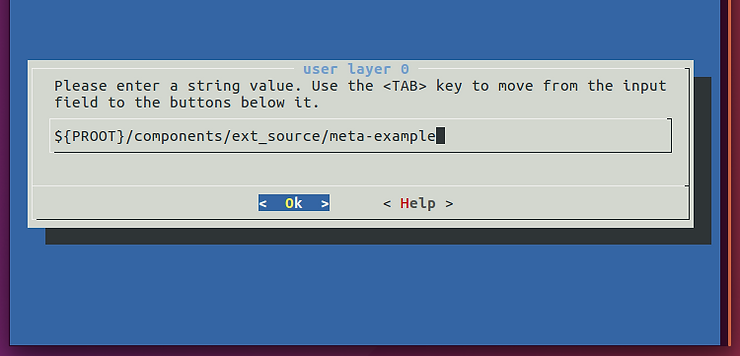 user layer 0
Please enter a string value. Use the <TAB> key to move from the input
field to the buttons below it.
${PROOT}/components/ext_source/meta-example
<  Ok  > < Help >